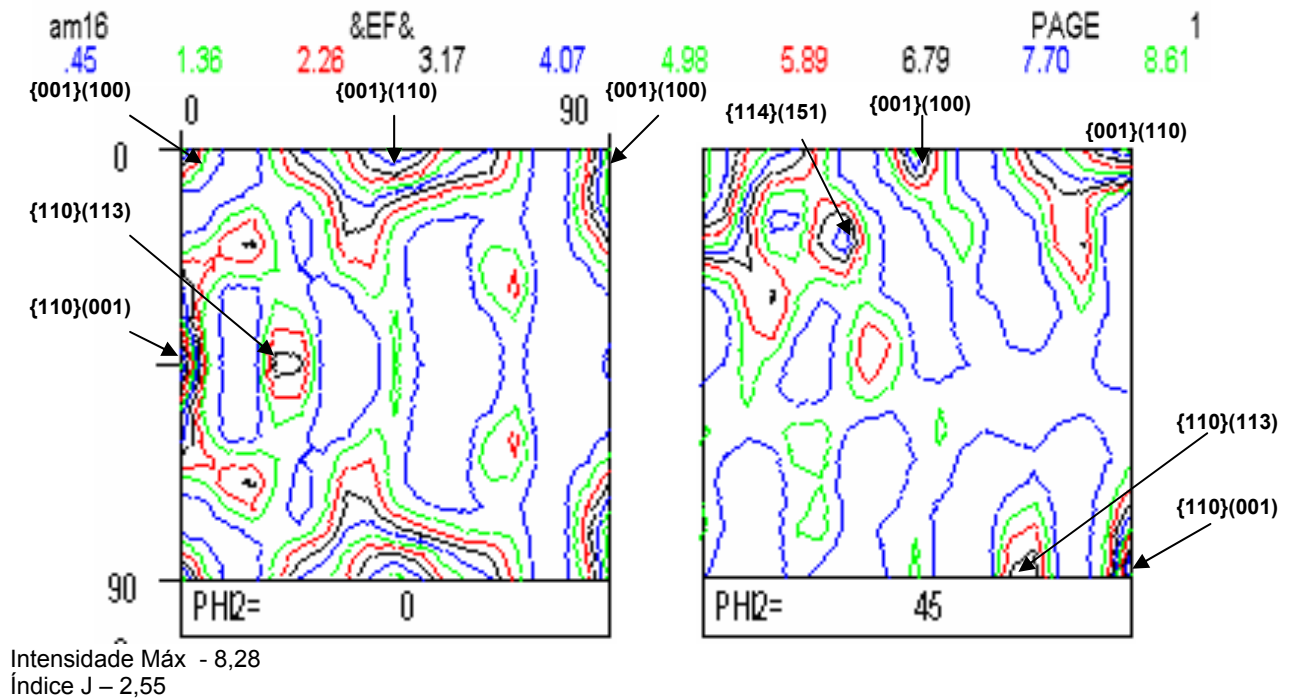 am16 &EF& PAGE 1
.45 1.36 2.26 3.17 4.07 4.98 5.89 6.79 7.70 8.61
{001}(100) {001}(110) {001}(100) {114}(151) {001}(100) {001}(110)
0 90
0
{110}(113)
{110}(001)
{110}(113)
{110}(001)
90
PHI2= 0 PHI2= 45
Intensidade Máx - 8,28
Índice J – 2,55